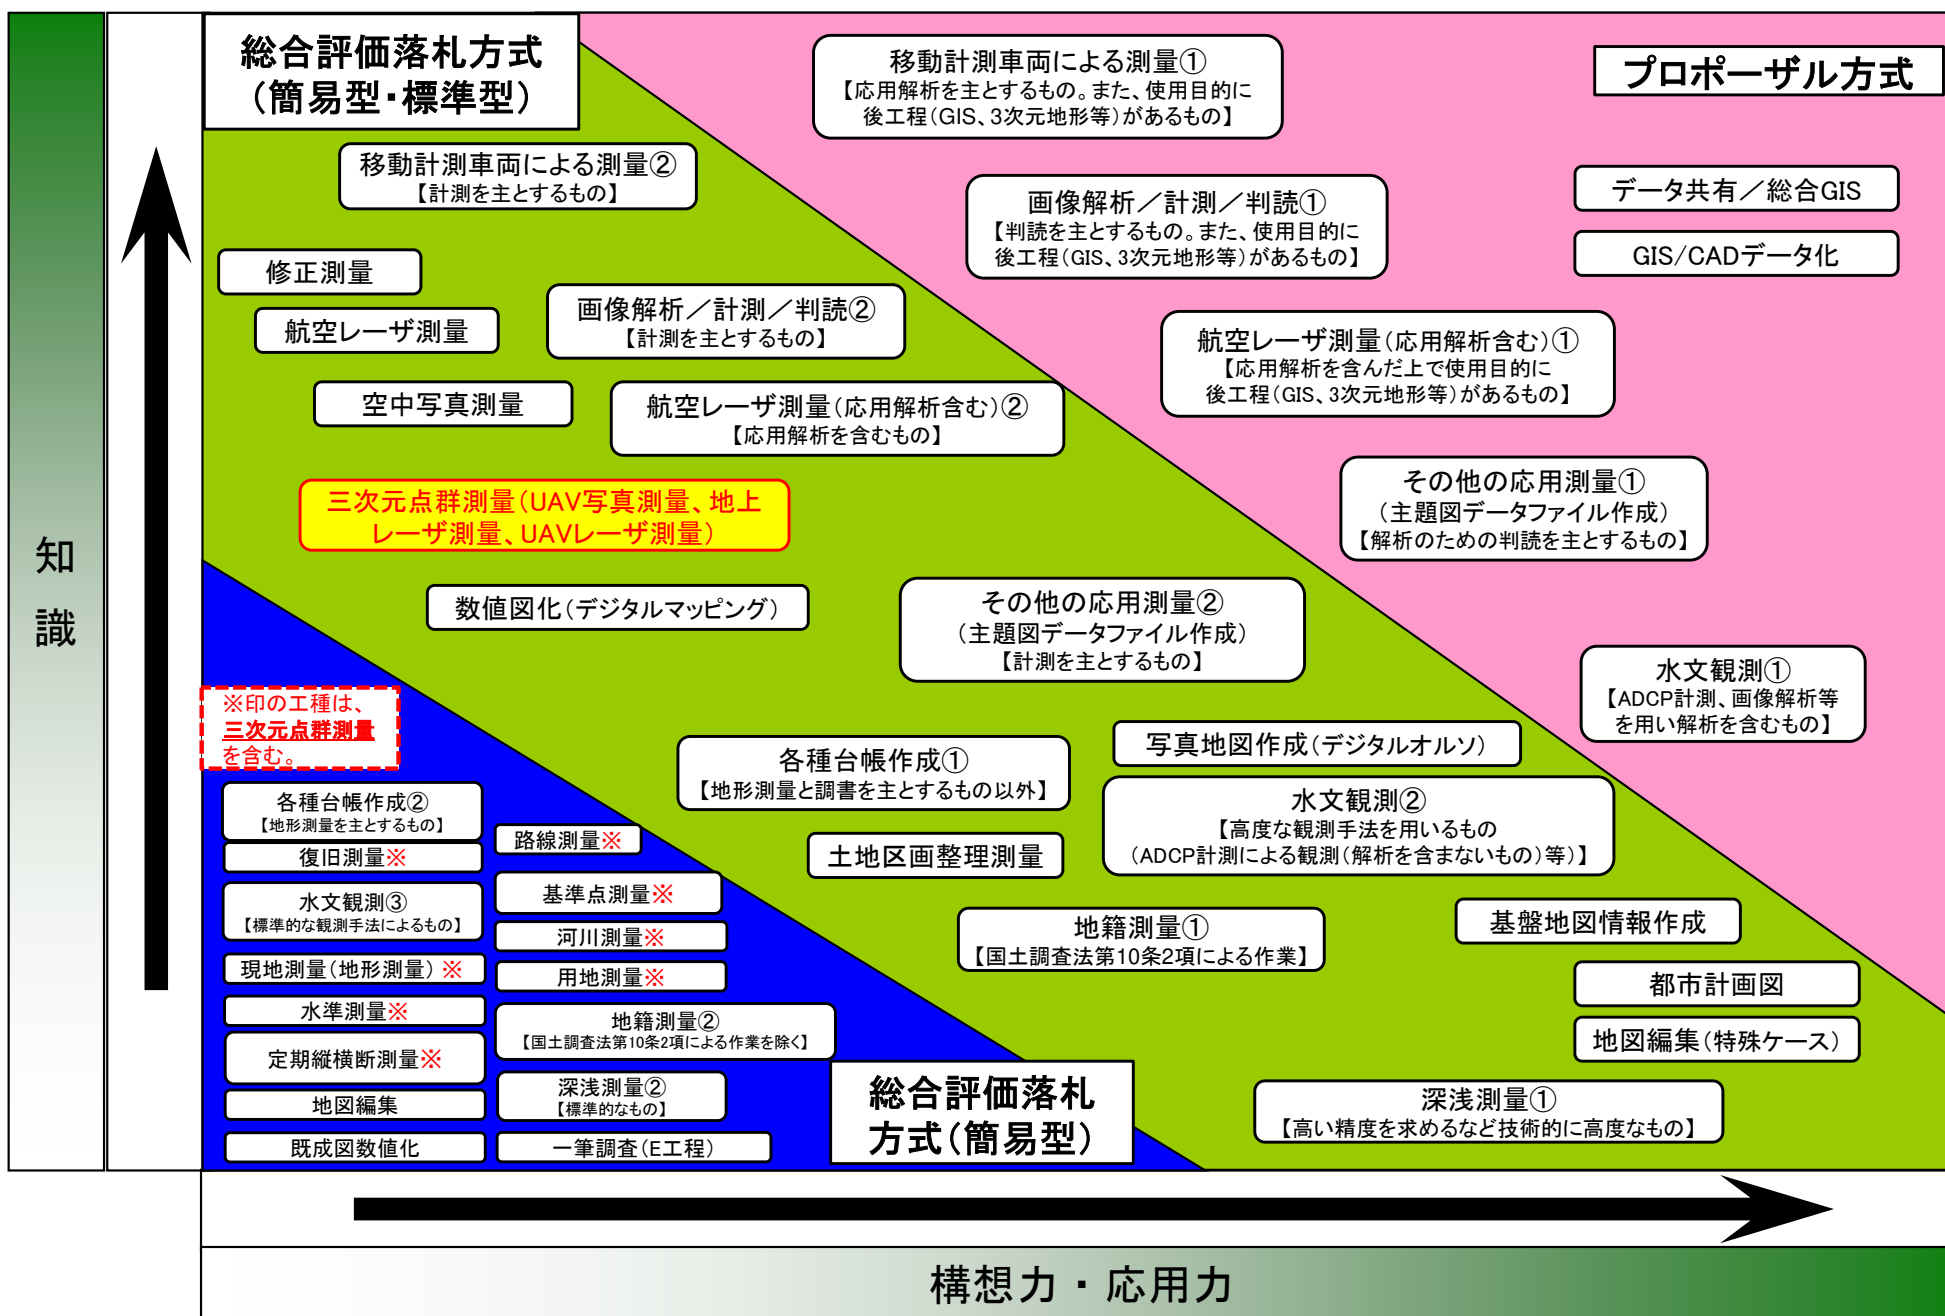 総合評価落札方式
(簡易型・標準型)
プロポーザル方式
移動計測車両による測量①
【応用解析を主とするもの。また、使用目的に
後工程(GIS、3次元地形等)があるもの】
移動計測車両による測量②
【計測を主とするもの】
画像解析/計測/判読①
【判読を主とするもの。また、使用目的に
後工程(GIS、3次元地形等)があるもの】
データ共有/総合GIS
GIS/CADデータ化
修正測量
航空レーザ測量
画像解析/計測/判読②
【計測を主とするもの】
航空レーザ測量(応用解析含む)①
【応用解析を含んだ上で使用目的に
後工程(GIS、3次元地形等)があるもの】
空中写真測量
航空レーザ測量(応用解析含む)②
【応用解析を含むもの】
三次元点群測量(UAV写真測量、地上
レーザ測量、UAVレーザ測量)
その他の応用測量①
(主題図データファイル作成)
【解析のための判読を主とするもの】
数値図化(デジタルマッピング)
その他の応用測量②
(主題図データファイル作成)
【計測を主とするもの】
水文観測①
【ADCP計測、画像解析等
を用い解析を含むもの】
※印の工種は、
三次元点群測量
を含む。
各種台帳作成①
【地形測量と調書を主とするもの以外】
写真地図作成(デジタルオルソ)
水文観測②
【高度な観測手法を用いるもの
(ADCP計測による観測(解析を含まないもの)等)】
土地区画整理測量
地籍測量①
【国土調査法第10条2項による作業】
基盤地図情報作成
都市計画図
地図編集(特殊ケース)
深浅測量①
【高い精度を求めるなど技術的に高度なもの】
各種台帳作成②
【地形測量を主とするもの】
復旧測量※
水文観測③
【標準的な観測手法によるもの】
現地測量(地形測量)※
水準測量※
定期縦横断測量※
地図編集
既成図数値化
路線測量※
基準点測量※
河川測量※
用地測量※
地籍測量②
【国土調査法第10条2項による作業を除く】
深浅測量②
【標準的なもの】
一筆調査(E工程)
総合評価落札
方式(簡易型)
知
識
構想力・応用力